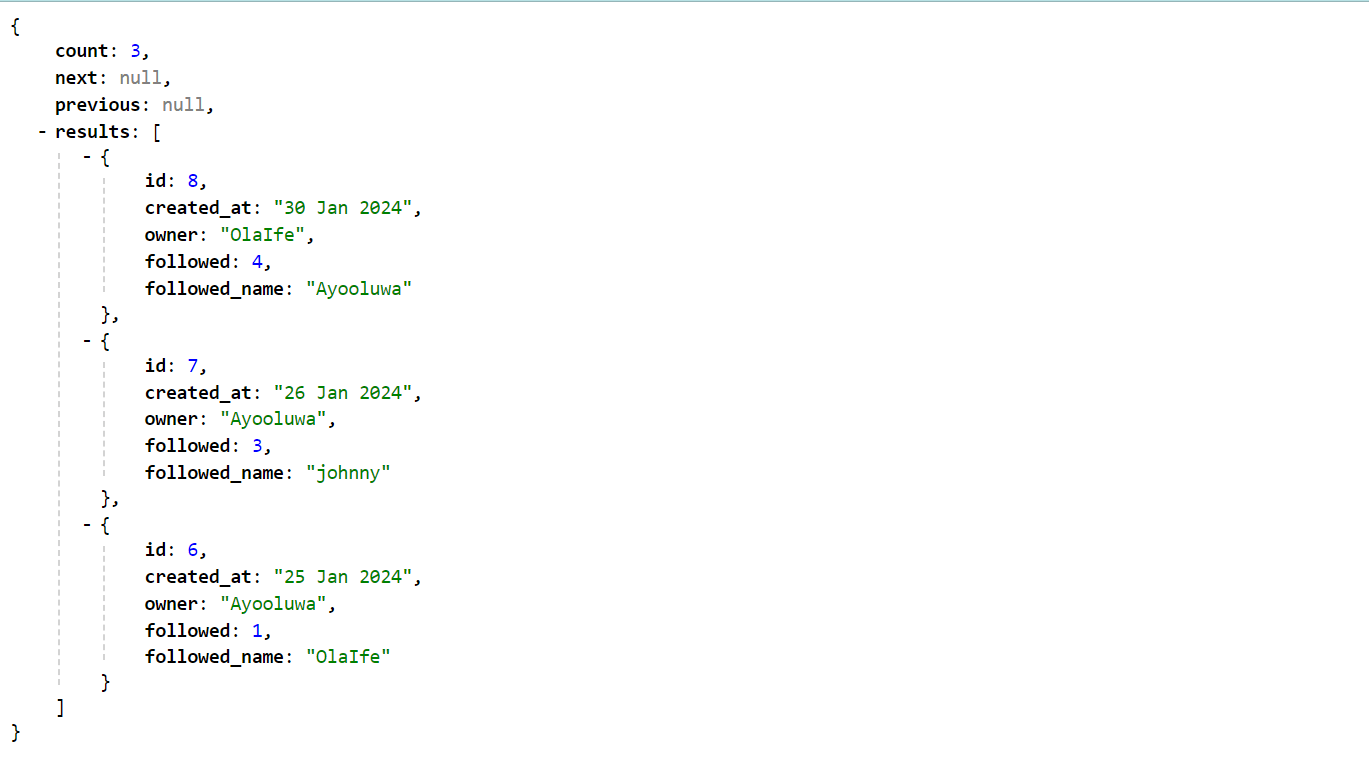 {
count: 3,
next: null,
previous: null,
- results: [
- {
id: 8,
created_at: "30 Jan 2024",
owner: "OlaIfe",
followed: 4,
followed_name: "Ayooluwa"
},
- {
id: 7,
created_at: "26 Jan 2024",
owner: "Ayooluwa",
followed: 3,
followed_name: "johnny"
},
- {
id: 6,
created_at: "25 Jan 2024",
owner: "Ayooluwa",
followed: 1,
followed_name: "OlaIfe"
}
]
}